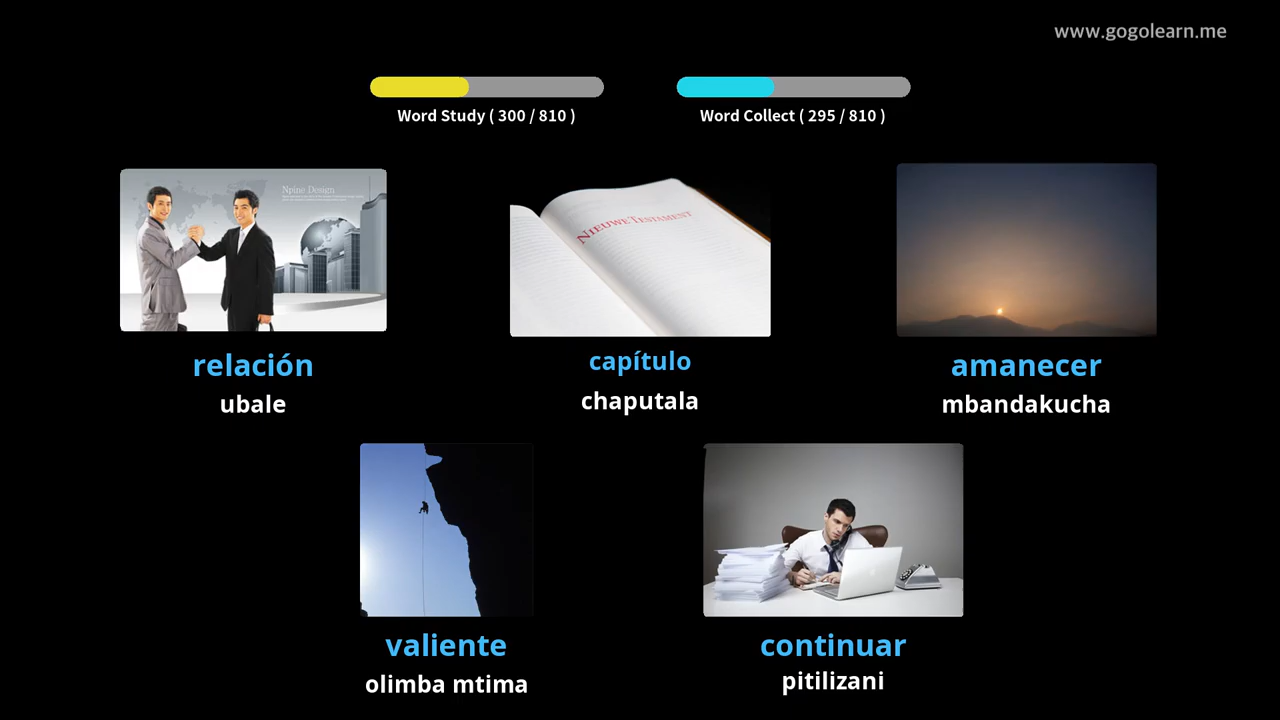 www.gogolearn.me
Word Study ( 300 / 810 )
Word Collect ( 295 / 810 )
Npine Design
NIEUWE TESTAMENT
relación
ubale
capítulo
chaputala
amanecer
mbandakucha
valiente
olimba mtima
continuar
pitilizani